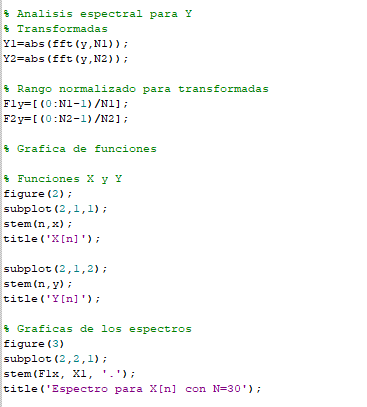 % Analisis espectral para Y
% Transformadas
Y1=abs(fft(y,N1));
Y2=abs(fft(y,N2));
% Rango normalizado para transformadas
F1y=[(0:N1-1)/N1];
F2y=[(0:N2-1)/N2];
% Grafica de funciones
% Funciones X y Y
figure(2);
subplot(2,1,1);
stem(n,x);
title('X[n]');
subplot(2,1,2);
stem(n,y);
title('Y[n]');
% Graficas de los espectros
figure(3)
subplot(2,2,1);
stem(F1x, X1, '.');
title('Espectro para X[n] con N=30');